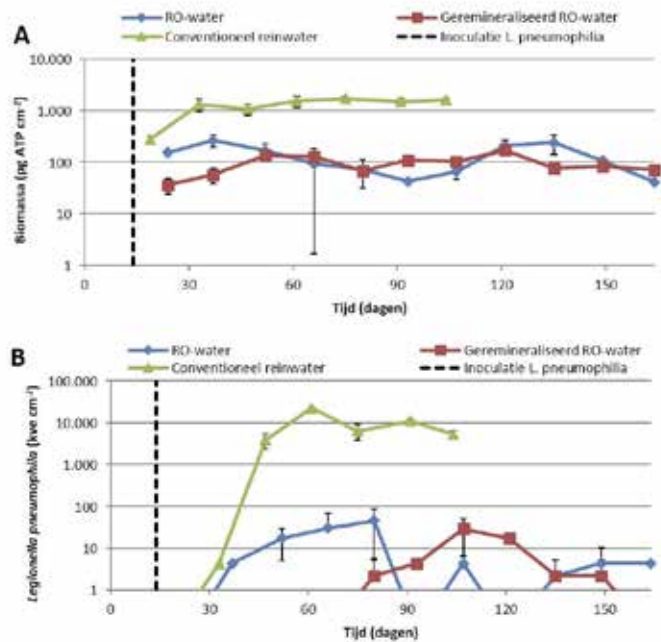 A
RO-water
Geremineraliseerd RO-water
Conventioneel reinwater
Inoculatie L. pneumophilia
Biomassa (pg ATP cm-2)
10.000
1.000
100
10
1
0 30 60 90 120 150
Tijd (dagen)
B
RO-water
Geremineraliseerd RO-water
Conventioneel reinwater
Inoculatie L. pneumophilia
Legionella pneumophila (kve cm-2)
100.000
10.000
1.000
100
10
1
0 30 60 90 120 150
Tijd (dagen)